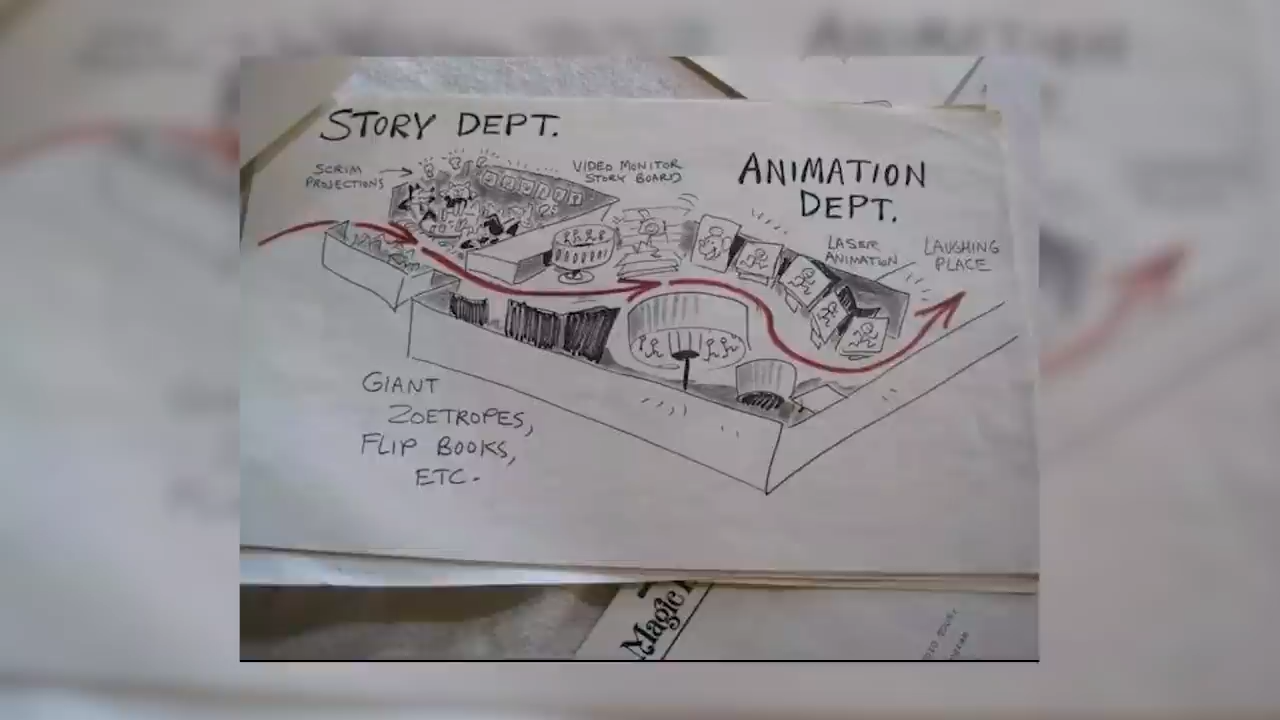 STORY DEPT.
SCRIM
PROJECTIONS
VIDEO MONITOR
STORY BOARD
ANIMATION
DEPT.
LASER
ANIMATION
LAUGHING
PLACE
GIANT
ZOETROPES,
FLIP BOOKS,
ETC.
Magic